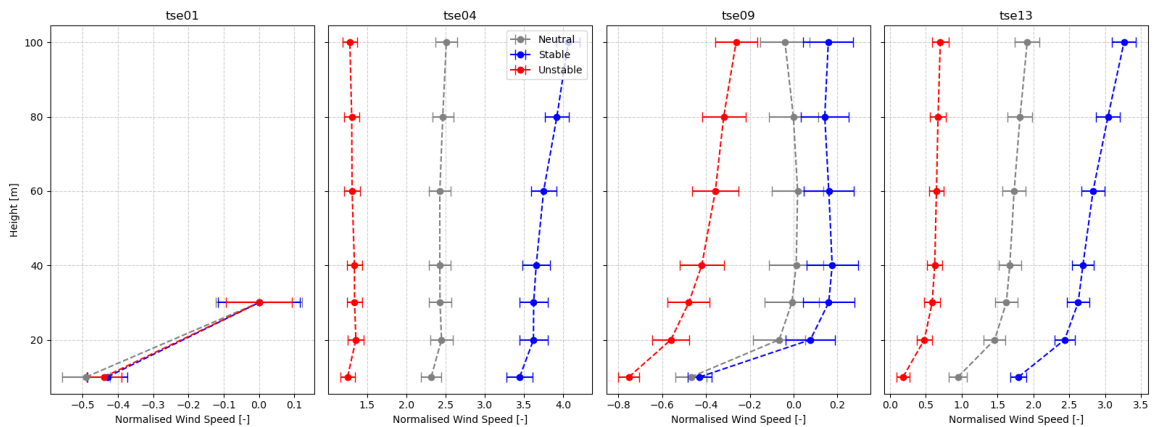 tse01
tse04
tse09
tse13
Height [m]
100
80
60
40
20
Neutral
Stable
Unstable
−0.5 −0.4 −0.3 −0.2 −0.1 0.0 0.1
1.5 2.0 2.5 3.0 3.5 4.0
−0.8 −0.6 −0.4 −0.2 0.0 0.2
0.0 0.5 1.0 1.5 2.0 2.5 3.0 3.5
Normalised Wind Speed [-]
Normalised Wind Speed [-]
Normalised Wind Speed [-]
Normalised Wind Speed [-]